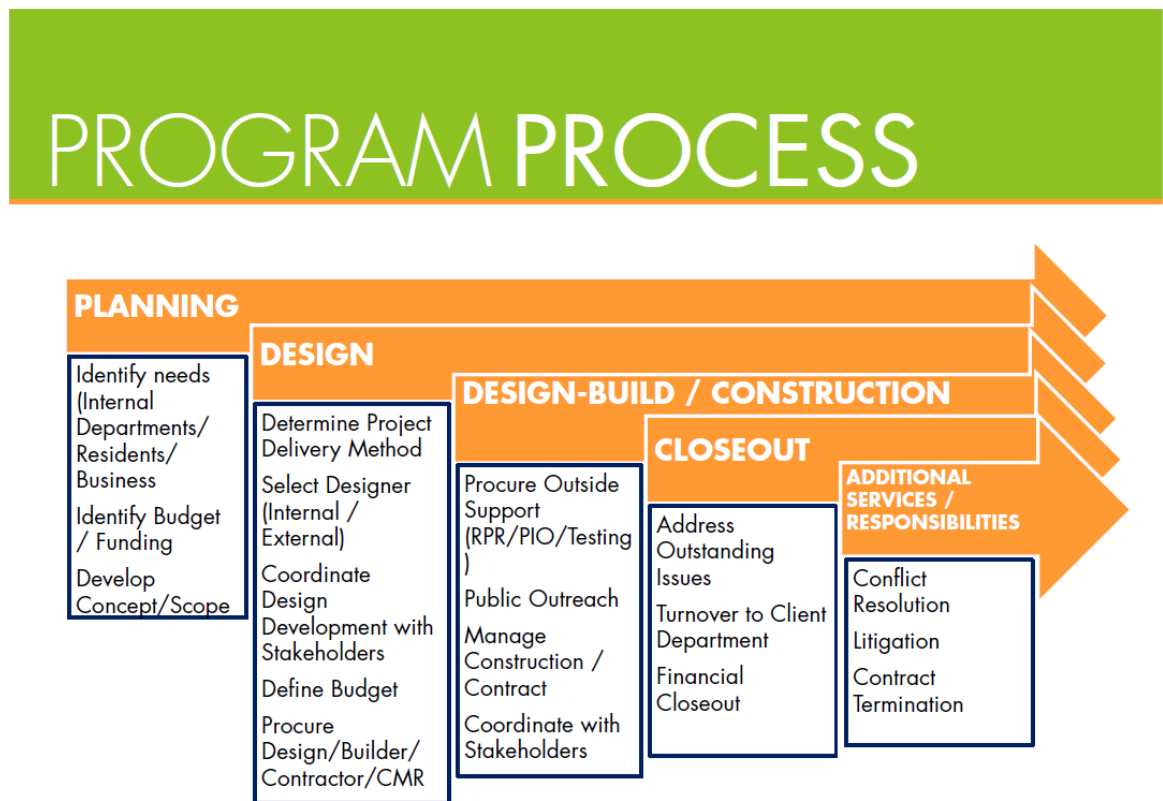 PROGRAM PROCESS
PLANNING
Identify needs
(Internal
Departments/
Residents/
Business
Identify Budget
/ Funding
Develop
Concept/Scope
DESIGN
Determine Project
Delivery Method
Select Designer
(Internal /
External)
Coordinate
Design
Development with
Stakeholders
Define Budget
Procure
Design/Builder/
Contractor/CMR
DESIGN-BUILD / CONSTRUCTION
Procure Outside
Support
(RPR/PIO/Testing
)
Public Outreach
Manage
Construction /
Contract
Coordinate with
Stakeholders
CLOSEOUT
Address
Outstanding
Issues
Turnover to Client
Department
Financial
Closeout
ADDITIONAL
SERVICES /
RESPONSIBILITIES
Conflict
Resolution
Litigation
Contract
Termination